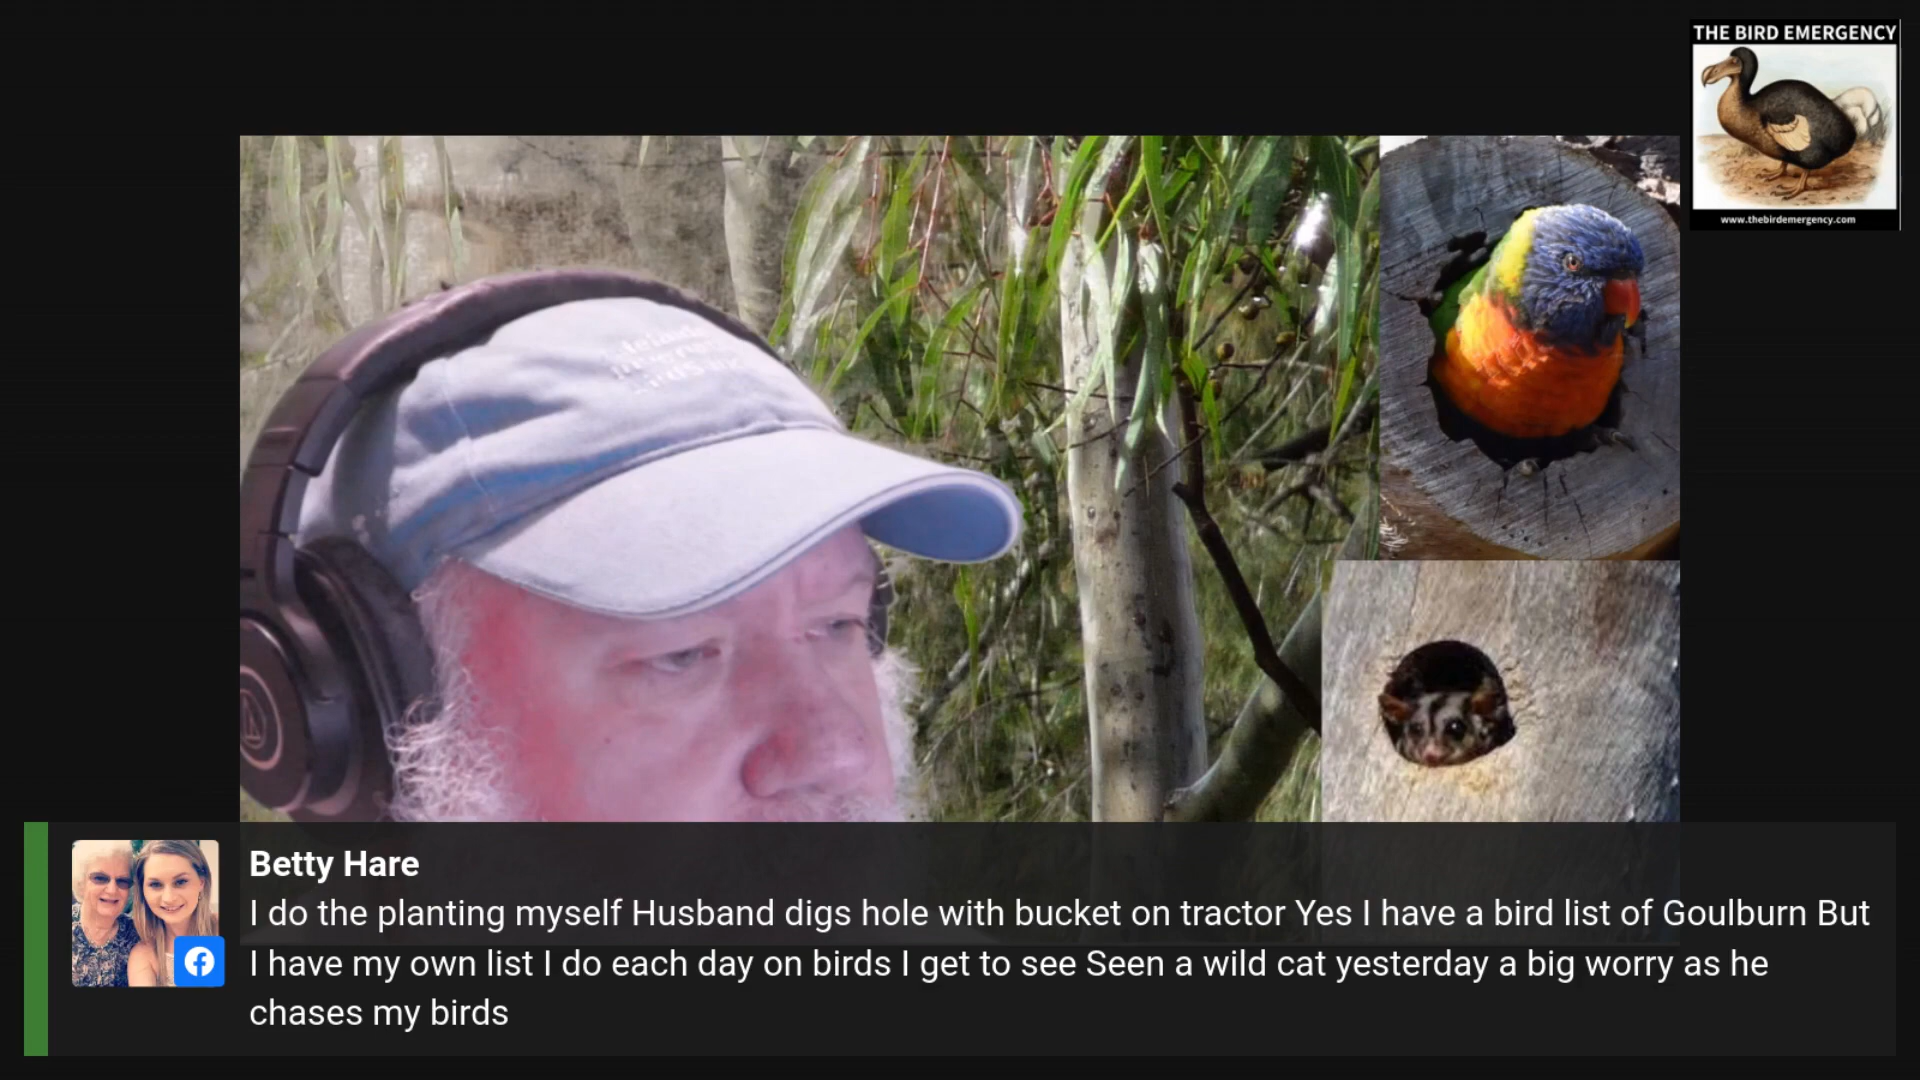 THE BIRD EMERGENCY
www.thebirdemergency.com
Betty Hare
I do the planting myself Husband digs hole with bucket on tractor Yes I have a bird list of Goulburn But
I have my own list I do each day on birds I get to see Seen a wild cat yesterday a big worry as he
chases my birds